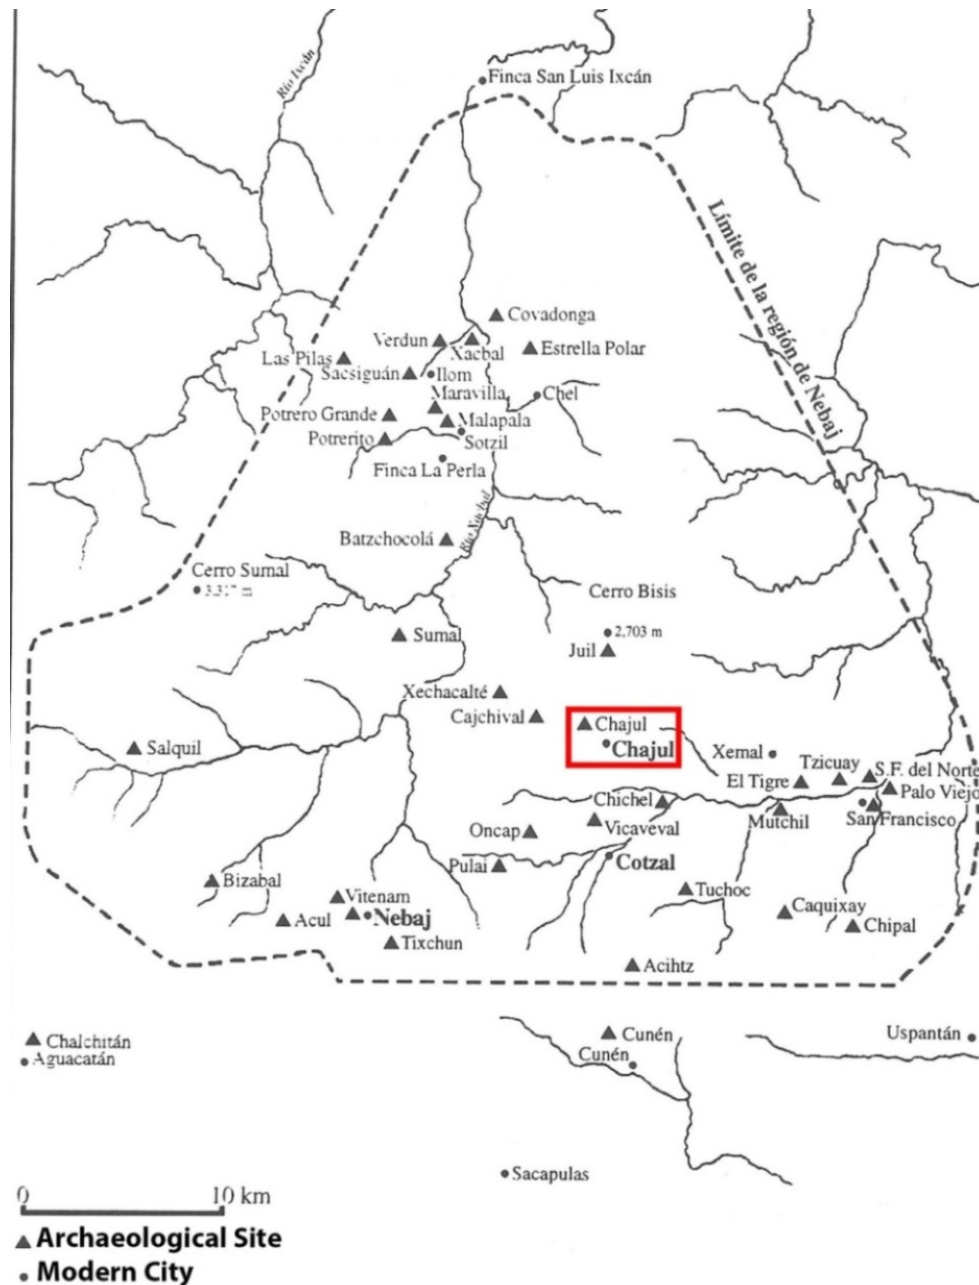 Río Ixcán
Finca San Luis Ixcán
Límite de la región de Nebaj
Covadonga
Verdun
Xacbal
Estrella Polar
Las Pilas
Sacsiguán
Ilom
Maravilla
Chel
Potrero Grande
Malapala
Potrerito
Sotzil
Finca La Perla
Río Xacbal
Batzchocolá
Cerro Sumal
m
Cerro Bisis
2,703 m
Sumal
Juil
Xechacalté
Cajchival
Chajul
Chajul
Salquil
Xemal
Tzicuay
S.F. del Norte
El Tigre
Palo Viejo
Chichel
Mutchil
San Francisco
Vicaveval
Oncap
Cotzal
Pulai
Bizabal
Tuchoc
Vitenam
Caquixay
Acul
Nebaj
Chipal
Tixchun
Acihtz
Chalchitán
Aguacatán
Cunén
Cunén
Uspantán
Sacapulas
0 10 km
Archaeological Site
Modern City